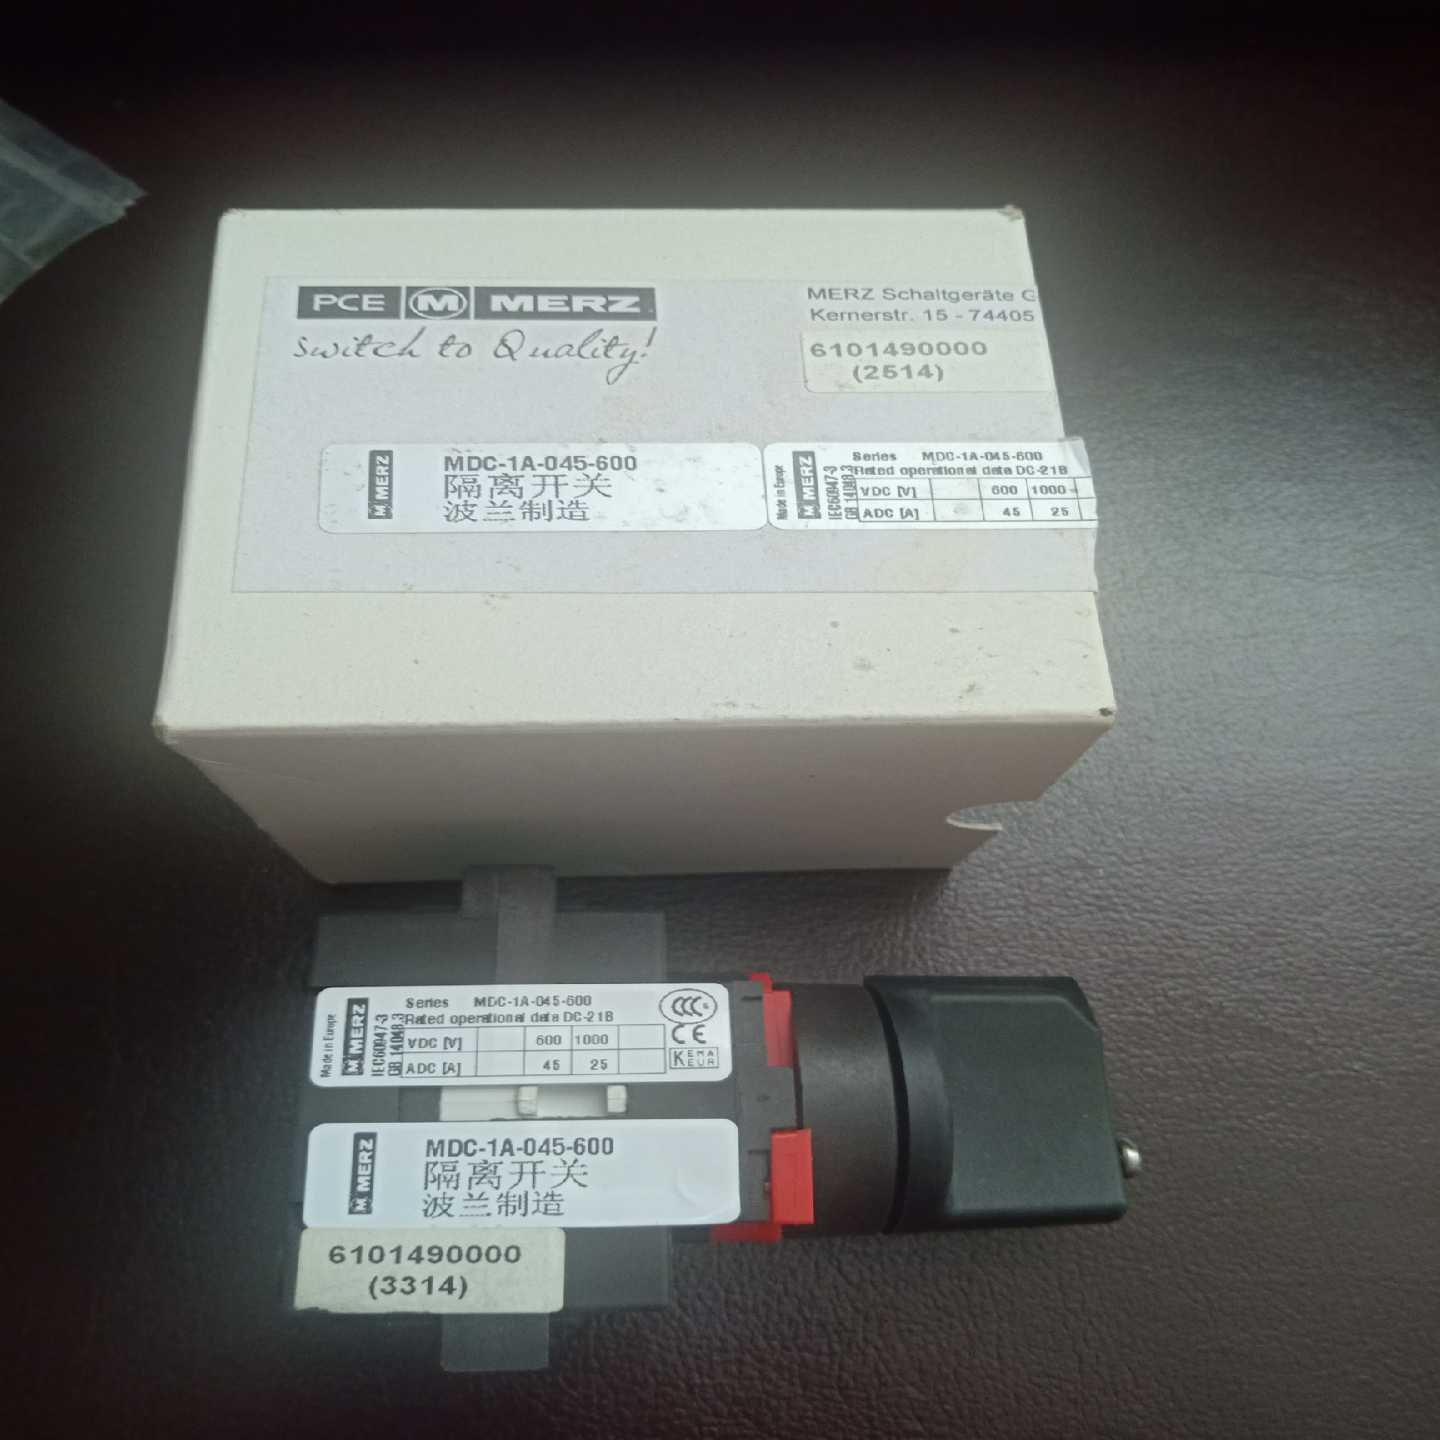 PCE M MERZ
switch to Quality!
MERZ Schaltgeräte G
Kernerstr. 15 - 74405
6101490000
(2514)
MERZ
MDC-1A-045-600
隔离开关
波兰制造
Made in Europe
MERZ
IEC60947-3
GB 14048.3
Series MDC-1A-045-600
Rated operational data DC-21B
VDC [V] 600 1000
ADC [A] 45 25
Made in Europe
MERZ
IEC60947-3
GB 14048.3
Series MDC-1A-045-600
Rated operational data DC-21B
VDC [V] 600 1000
ADC [A] 45 25
CCC S
CE
KEMA
KEUR
MERZ
MDC-1A-045-600
隔离开关
波兰制造
6101490000
(3314)